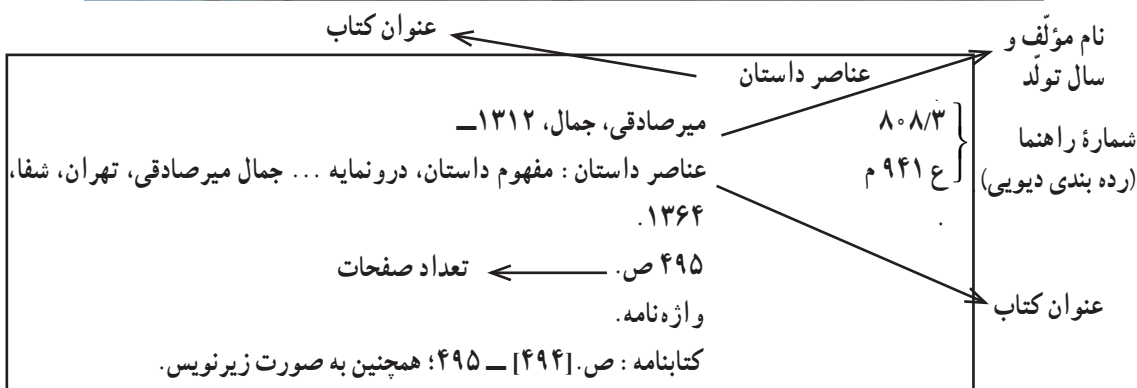 عنوان کتاب
نام مؤلّف و
سال تولّد
عناصر داستان
۸۰۸/۳
میرصادقی، جمال، ۱۳۱۲ــ
شمارهٔ راهنما
(رده بندی دیویی)
ع ۹۴۱ م
عناصر داستان : مفهوم داستان، درونمایه ... جمال میرصادقی، تهران، شفا،
۱۳۶۴.
.
۴۹۵ ص.
تعداد صفحات
عنوان کتاب
واژه‌نامه.
کتابنامه : ص.[۴۹۴] ــ ۴۹۵؛ همچنین به صورت زیرنویس.